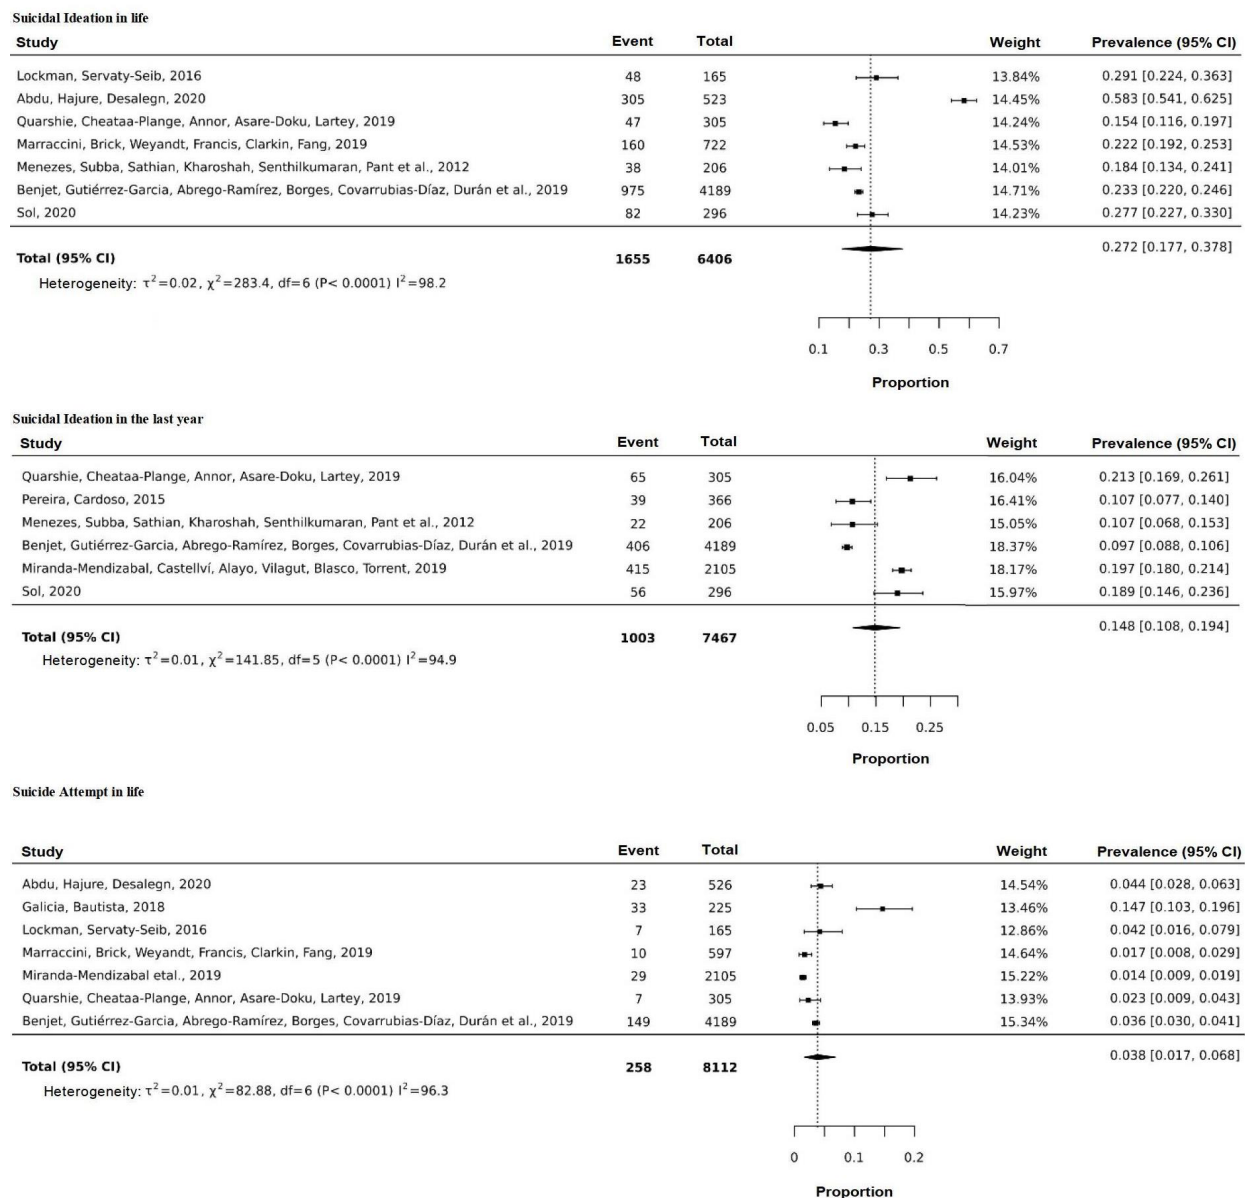 Suicidal Ideation in life
Study Event Total Weight Prevalence (95% CI)
Lockman, Servaty-Seib, 2016 48 165 13.84% 0.291 [0.224, 0.363]
Abdu, Hajure, Desalegn, 2020 305 523 14.45% 0.583 [0.541, 0.625]
Quarshie, Cheataa-Plange, Annor, Asare-Doku, Lartey, 2019 47 305 14.24% 0.154 [0.116, 0.197]
Marraccini, Brick, Weyandt, Francis, Clarkin, Fang, 2019 160 722 14.53% 0.222 [0.192, 0.253]
Menezes, Subba, Sathian, Kharoshah, Senthilkumaran, Pant et al., 2012 38 206 14.01% 0.184 [0.134, 0.241]
Benjet, Gutiérrez-Garcia, Abrego-Ramírez, Borges, Covarrubias-Díaz, Durán et al., 2019 975 4189 14.71% 0.233 [0.220, 0.246]
Sol, 2020 82 296 14.23% 0.277 [0.227, 0.330]
Total (95% CI) 1655 6406 0.272 [0.177, 0.378]
Heterogeneity: τ²=0.02, χ²=283.4, df=6 (P< 0.0001) I²=98.2
0.1 0.3 0.5 0.7
Proportion
Suicidal Ideation in the last year
Study Event Total Weight Prevalence (95% CI)
Quarshie, Cheataa-Plange, Annor, Asare-Doku, Lartey, 2019 65 305 16.04% 0.213 [0.169, 0.261]
Pereira, Cardoso, 2015 39 366 16.41% 0.107 [0.077, 0.140]
Menezes, Subba, Sathian, Kharoshah, Senthilkumaran, Pant et al., 2012 22 206 15.05% 0.107 [0.068, 0.153]
Benjet, Gutiérrez-Garcia, Abrego-Ramírez, Borges, Covarrubias-Díaz, Durán et al., 2019 406 4189 18.37% 0.097 [0.088, 0.106]
Miranda-Mendizabal, Castellví, Alayo, Vilagut, Blasco, Torrent, 2019 415 2105 18.17% 0.197 [0.180, 0.214]
Sol, 2020 56 296 15.97% 0.189 [0.146, 0.236]
Total (95% CI) 1003 7467 0.148 [0.108, 0.194]
Heterogeneity: τ²=0.01, χ²=141.85, df=5 (P< 0.0001) I²=94.9
0.05 0.15 0.25
Proportion
Suicide Attempt in life
Study Event Total Weight Prevalence (95% CI)
Abdu, Hajure, Desalegn, 2020 23 526 14.54% 0.044 [0.028, 0.063]
Galicia, Bautista, 2018 33 225 13.46% 0.147 [0.103, 0.196]
Lockman, Servaty-Seib, 2016 7 165 12.86% 0.042 [0.016, 0.079]
Marraccini, Brick, Weyandt, Francis, Clarkin, Fang, 2019 10 597 14.64% 0.017 [0.008, 0.029]
Miranda-Mendizabal etal., 2019 29 2105 15.22% 0.014 [0.009, 0.019]
Quarshie, Cheataa-Plange, Annor, Asare-Doku, Lartey, 2019 7 305 13.93% 0.023 [0.009, 0.043]
Benjet, Gutiérrez-Garcia, Abrego-Ramírez, Borges, Covarrubias-Díaz, Durán et al., 2019 149 4189 15.34% 0.036 [0.030, 0.041]
Total (95% CI) 258 8112 0.038 [0.017, 0.068]
Heterogeneity: τ²=0.01, χ²=82.88, df=6 (P< 0.0001) I²=96.3
0 0.1 0.2
Proportion